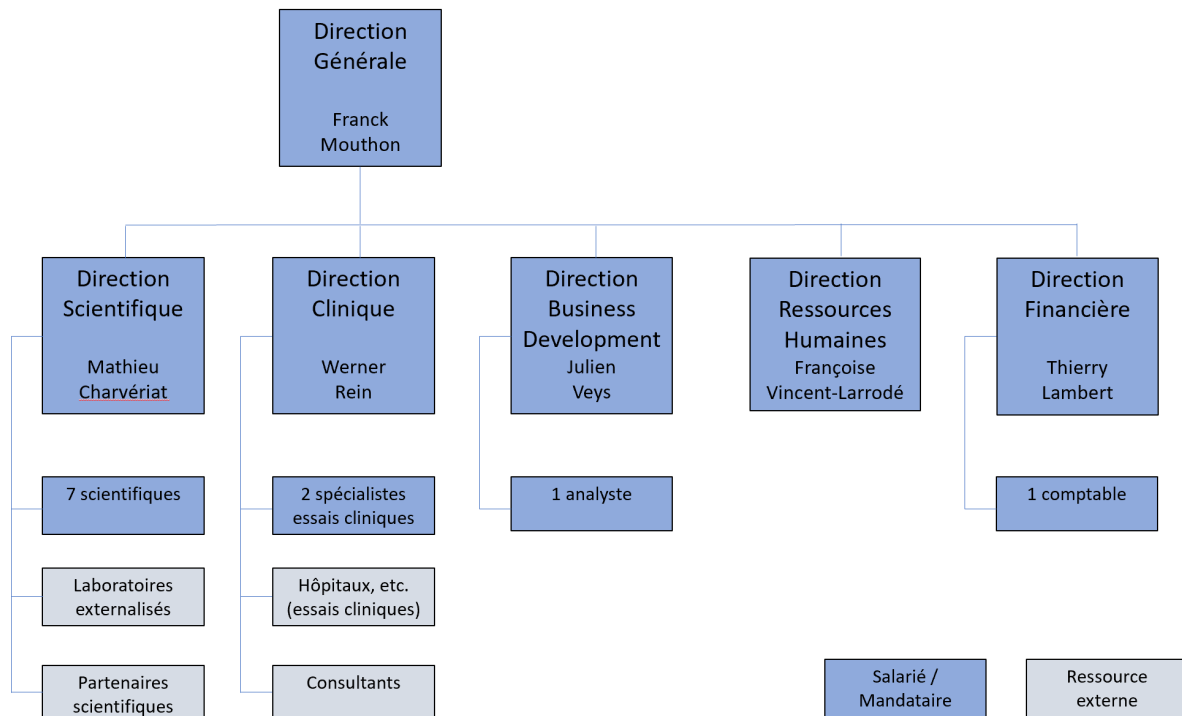 Direction
Générale
Franck
Mouthon
Direction
Scientifique
Mathieu
Charvériat
Direction
Clinique
Werner
Rein
Direction
Business
Development
Julien
Veys
Direction
Ressources
Humaines
Françoise
Vincent-Larrodé
Direction
Financière
Thierry
Lambert
7 scientifiques
2 spécialistes
essais cliniques
1 analyste
1 comptable
Laboratoires
externalisés
Hôpitaux, etc.
(essais cliniques)
Partenaires
scientifiques
Consultants
Salarié /
Mandataire
Ressource
externe